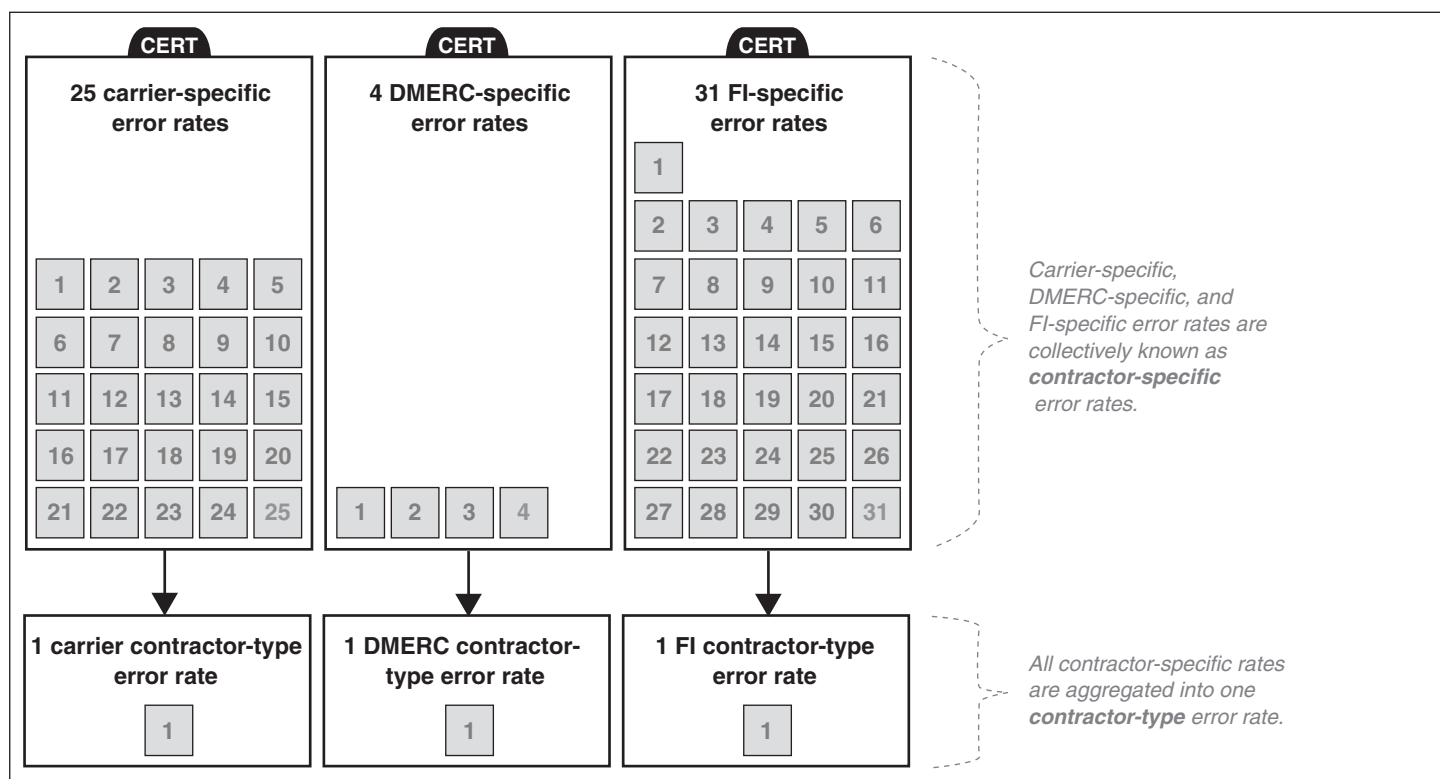 CERT
25 carrier-specific
error rates
1 2 3 4 5
6 7 8 9 10
11 12 13 14 15
16 17 18 19 20
21 22 23 24 25
CERT
4 DMERC-specific
error rates
1 2 3 4
CERT
31 FI-specific
error rates
1
2 3 4 5 6
7 8 9 10 11
12 13 14 15 16
17 18 19 20 21
22 23 24 25 26
27 28 29 30 31
Carrier-specific,
DMERC-specific, and
FI-specific error rates are
collectively known as
contractor-specific
error rates.
1 carrier contractor-type
error rate
1
1 DMERC contractor-
type error rate
1
1 FI contractor-type
error rate
1
All contractor-specific rates
are aggregated into one
contractor-type error rate.